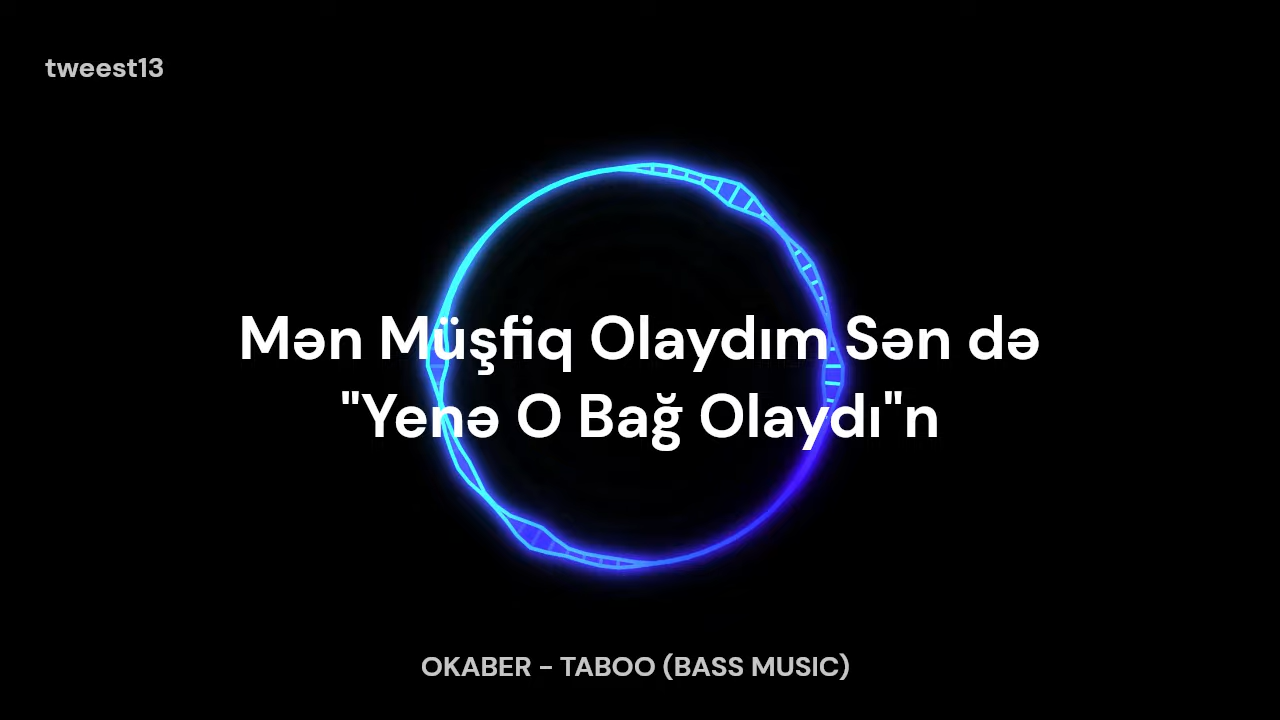 tweest13
Mən Müşfiq Olaydım Sən də
"Yenə O Bağ Olaydı"n
OKABER - TABOO (BASS MUSIC)